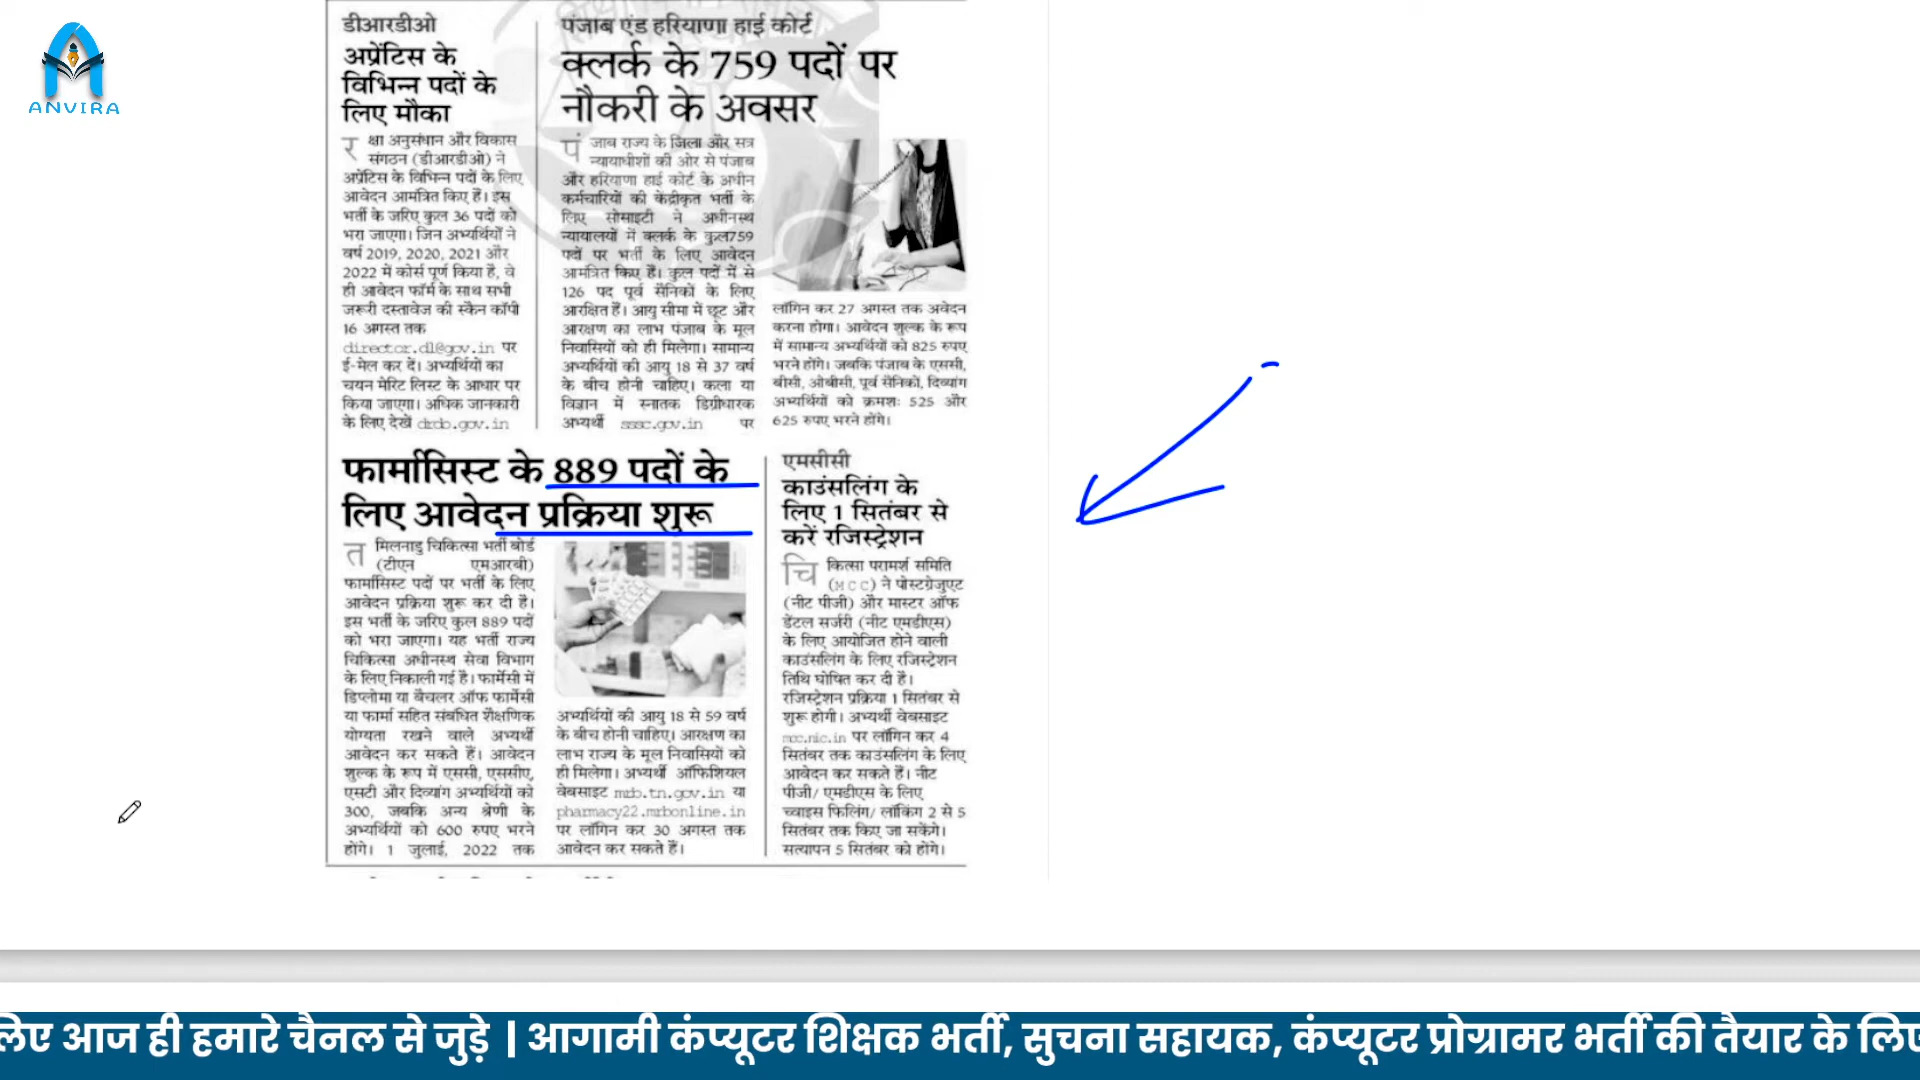 ANVIRA
डीआरडीओ
अप्रेंटिस के
विभिन्न पदों के
लिए मौका
रक्षा अनुसंधान और विकास
संगठन (डीआरडीओ) ने
अप्रेंटिस के विभिन्न पदों के लिए
आवेदन आमंत्रित किए हैं। इस
भर्ती के जरिए कुल 36 पदों को
भरा जाएगा। जिन अभ्यर्थियों ने
वर्ष 2019, 2020, 2021 और
2022 में कोर्स पूर्ण किया है, वे
ही आवेदन फॉर्म के साथ सभी
जरूरी दस्तावेज की स्कैन कॉपी
16 अगस्त तक
director.dl@gov.in पर
ई-मेल कर दें। अभ्यर्थियों का
चयन मेरिट लिस्ट के आधार पर
किया जाएगा। अधिक जानकारी
के लिए देखें drdo.gov.in
पंजाब एंड हरियाणा हाई कोर्ट
क्लर्क के 759 पदों पर
नौकरी के अवसर
पंजाब राज्य के जिला और सत्र
न्यायाधीशों की ओर से पंजाब
और हरियाणा हाई कोर्ट के अधीन
कर्मचारियों की केंद्रीकृत भर्ती के
लिए सोसाइटी ने अधीनस्थ
न्यायालयों में क्लर्क के कुल759
पदों पर भर्ती के लिए आवेदन
आमंत्रित किए हैं। कुल पदों में से
126 पद पूर्व सैनिकों के लिए
आरक्षित हैं। आयु सीमा में छूट और
आरक्षण का लाभ पंजाब के मूल
निवासियों को ही मिलेगा। सामान्य
अभ्यर्थियों की आयु 18 से 37 वर्ष
के बीच होनी चाहिए। कला या
विज्ञान में स्नातक डिग्रीधारक
अभ्यर्थी sssc.gov.in पर
लॉगिन कर 27 अगस्त तक अवेदन
करना होगा। आवेदन शुल्क के रूप
में सामान्य अभ्यर्थियों को 825 रुपए
भरने होंगे। जबकि पंजाब के एससी,
बीसी, ओबीसी, पूर्व सैनिकों, दिव्यांग
अभ्यर्थियों को क्रमशः 525 और
625 रुपए भरने होंगे।
फार्मासिस्ट के 889 पदों के
लिए आवेदन प्रक्रिया शुरू
तमिलनाडु चिकित्सा भर्ती बोर्ड
(टीएन एमआरबी)
फार्मासिस्ट पदों पर भर्ती के लिए
आवेदन प्रक्रिया शुरू कर दी है।
इस भर्ती के जरिए कुल 889 पदों
को भरा जाएगा। यह भर्ती राज्य
चिकित्सा अधीनस्थ सेवा विभाग
के लिए निकाली गई है। फार्मेसी में
डिप्लोमा या बैचलर ऑफ फार्मेसी
या फार्मा सहित संबंधित शैक्षणिक
योग्यता रखने वाले अभ्यर्थी
आवेदन कर सकते हैं। आवेदन
शुल्क के रूप में एससी, एससीए,
एसटी और दिव्यांग अभ्यर्थियों को
300, जबकि अन्य श्रेणी के
अभ्यर्थियों को 600 रुपए भरने
होंगे। 1 जुलाई, 2022 तक
अभ्यर्थियों की आयु 18 से 59 वर्ष
के बीच होनी चाहिए। आरक्षण का
लाभ राज्य के मूल निवासियों को
ही मिलेगा। अभ्यर्थी ऑफिशियल
वेबसाइट mrb.tn.gov.in या
pharmacy22.mrbonline.in
पर लॉगिन कर 30 अगस्त तक
आवेदन कर सकते हैं।
एमसीसी
काउंसलिंग के
लिए 1 सितंबर से
करें रजिस्ट्रेशन
चिकित्सा परामर्श समिति
(MCC) ने पोस्टग्रेजुएट
(नीट पीजी) और मास्टर ऑफ
डेंटल सर्जरी (नीट एमडीएस)
के लिए आयोजित होने वाली
काउंसलिंग के लिए रजिस्ट्रेशन
तिथि घोषित कर दी है।
रजिस्ट्रेशन प्रक्रिया 1 सितंबर से
शुरू होगी। अभ्यर्थी वेबसाइट
mcc.nic.in पर लॉगिन कर 4
सितंबर तक काउंसलिंग के लिए
आवेदन कर सकते हैं। नीट
पीजी/ एमडीएस के लिए
च्वाइस फिलिंग/ लॉकिंग 2 से 5
सितंबर तक किए जा सकेंगे।
सत्यापन 5 सितंबर को होंगे।
लिए आज ही हमारे चैनल से जुड़े | आगामी कंप्यूटर शिक्षक भर्ती, सुचना सहायक, कंप्यूटर प्रोग्रामर भर्ती की तैयार के लिए